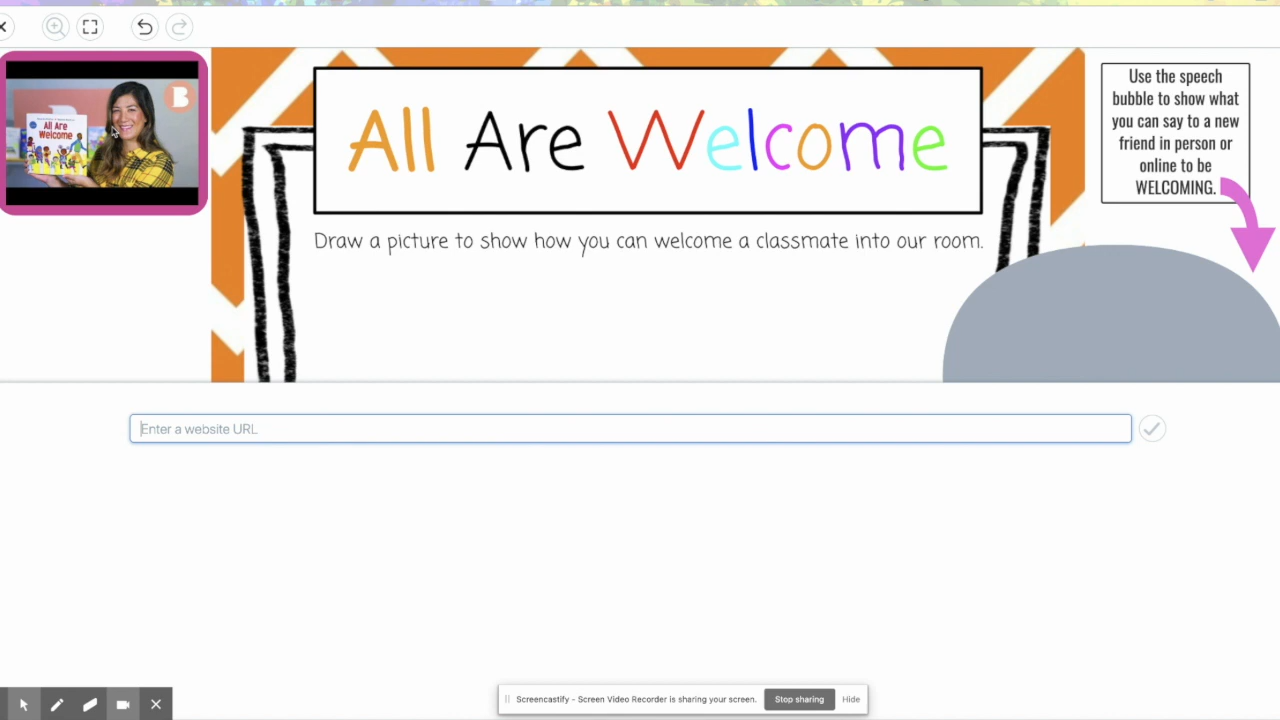 All Are
Welcome
B
All Are Welcome
Draw a picture to show how you can welcome a classmate into our room.
Use the speech
bubble to show what
you can say to a new
friend in person or
online to be
WELCOMING.
Enter a website URL
Screencastify - Screen Video Recorder is sharing your screen.
Stop sharing
Hide